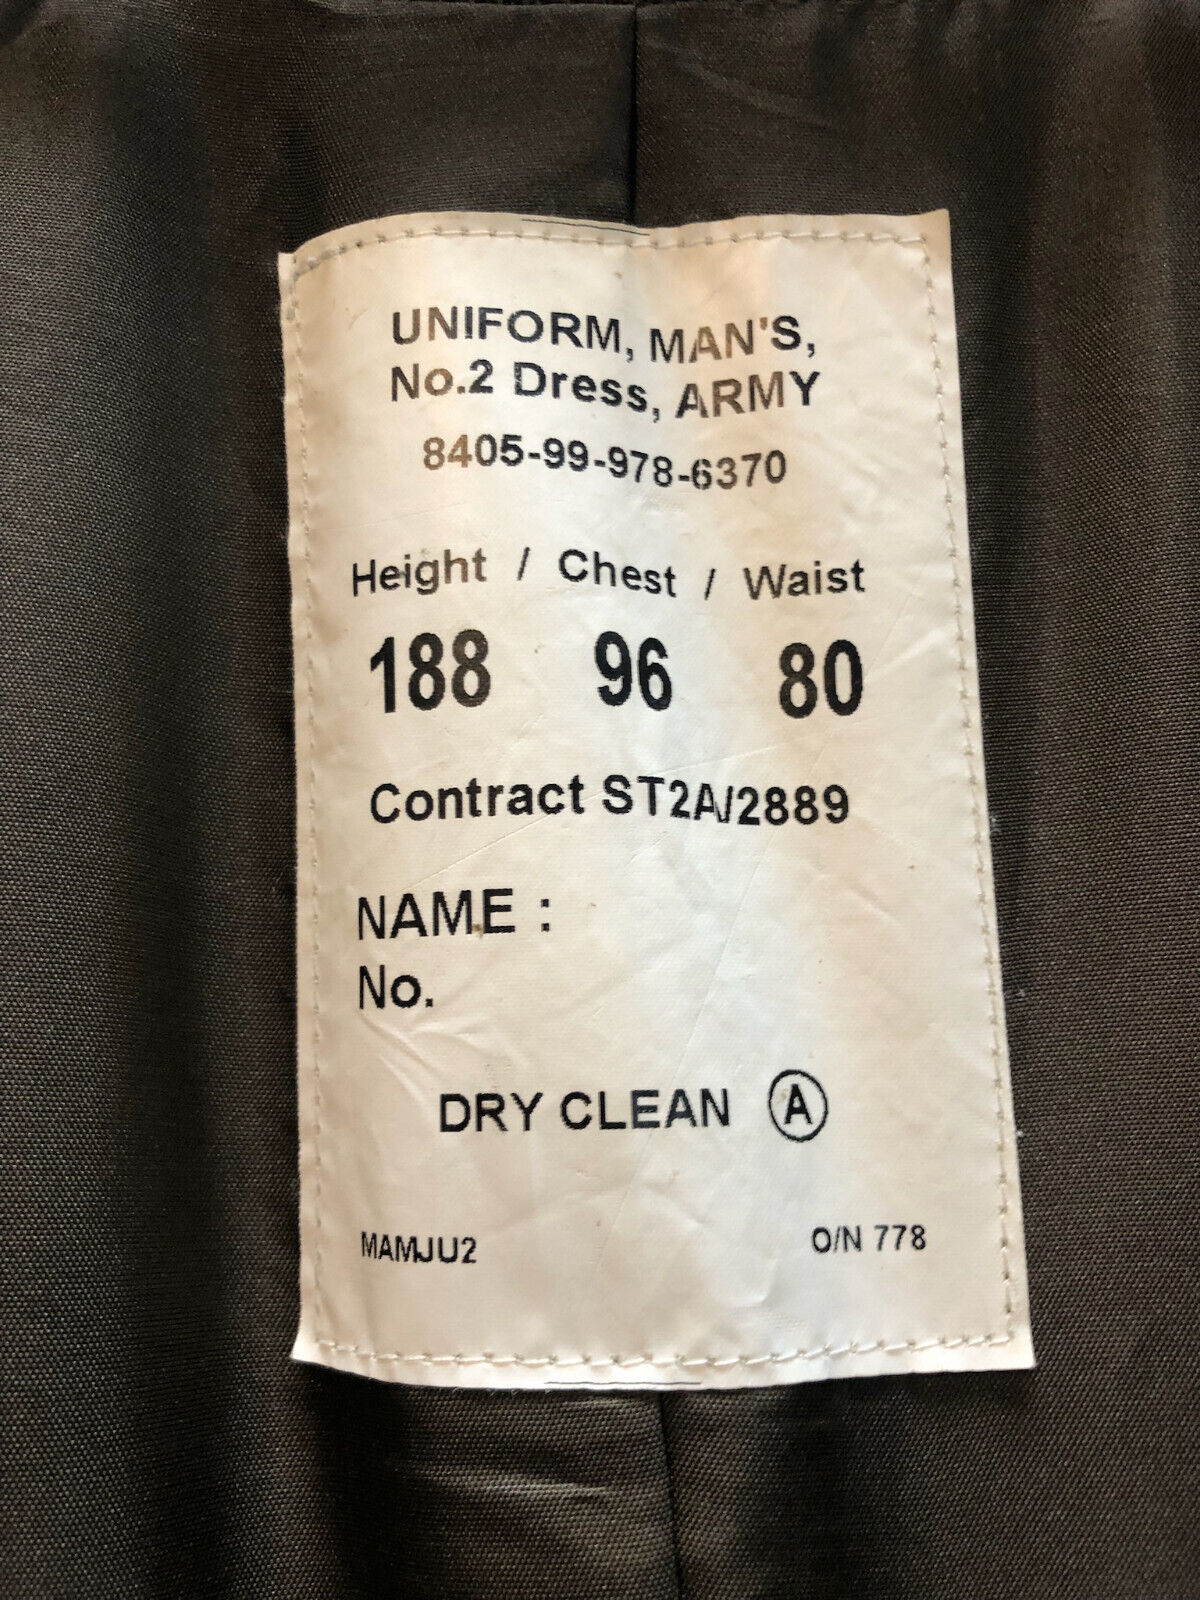 UNIFORM, MAN'S,
No.2 Dress, ARMY
8405-99-978-6370
Height / Chest / Waist
188 96 80
Contract ST2A/2889
NAME :
No.
DRY CLEAN A
MAMJU2 O/N 778